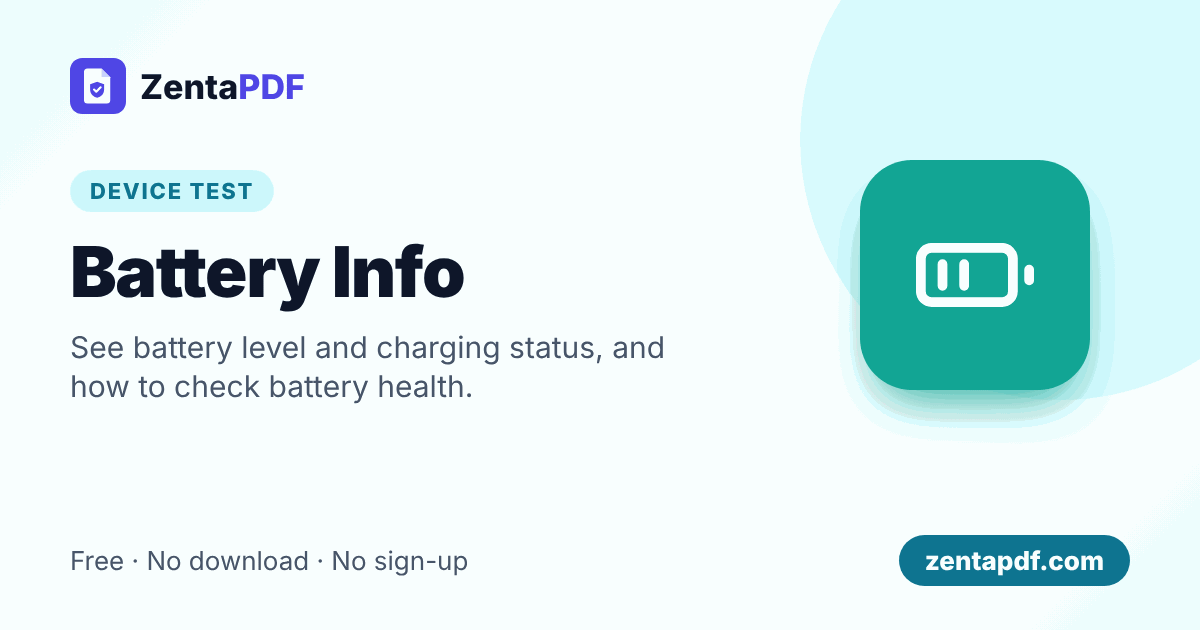 ZentaPDF
DEVICE TEST
Battery Info
See battery level and charging status, and
how to check battery health.
Free · No download · No sign-up
zentapdf.com